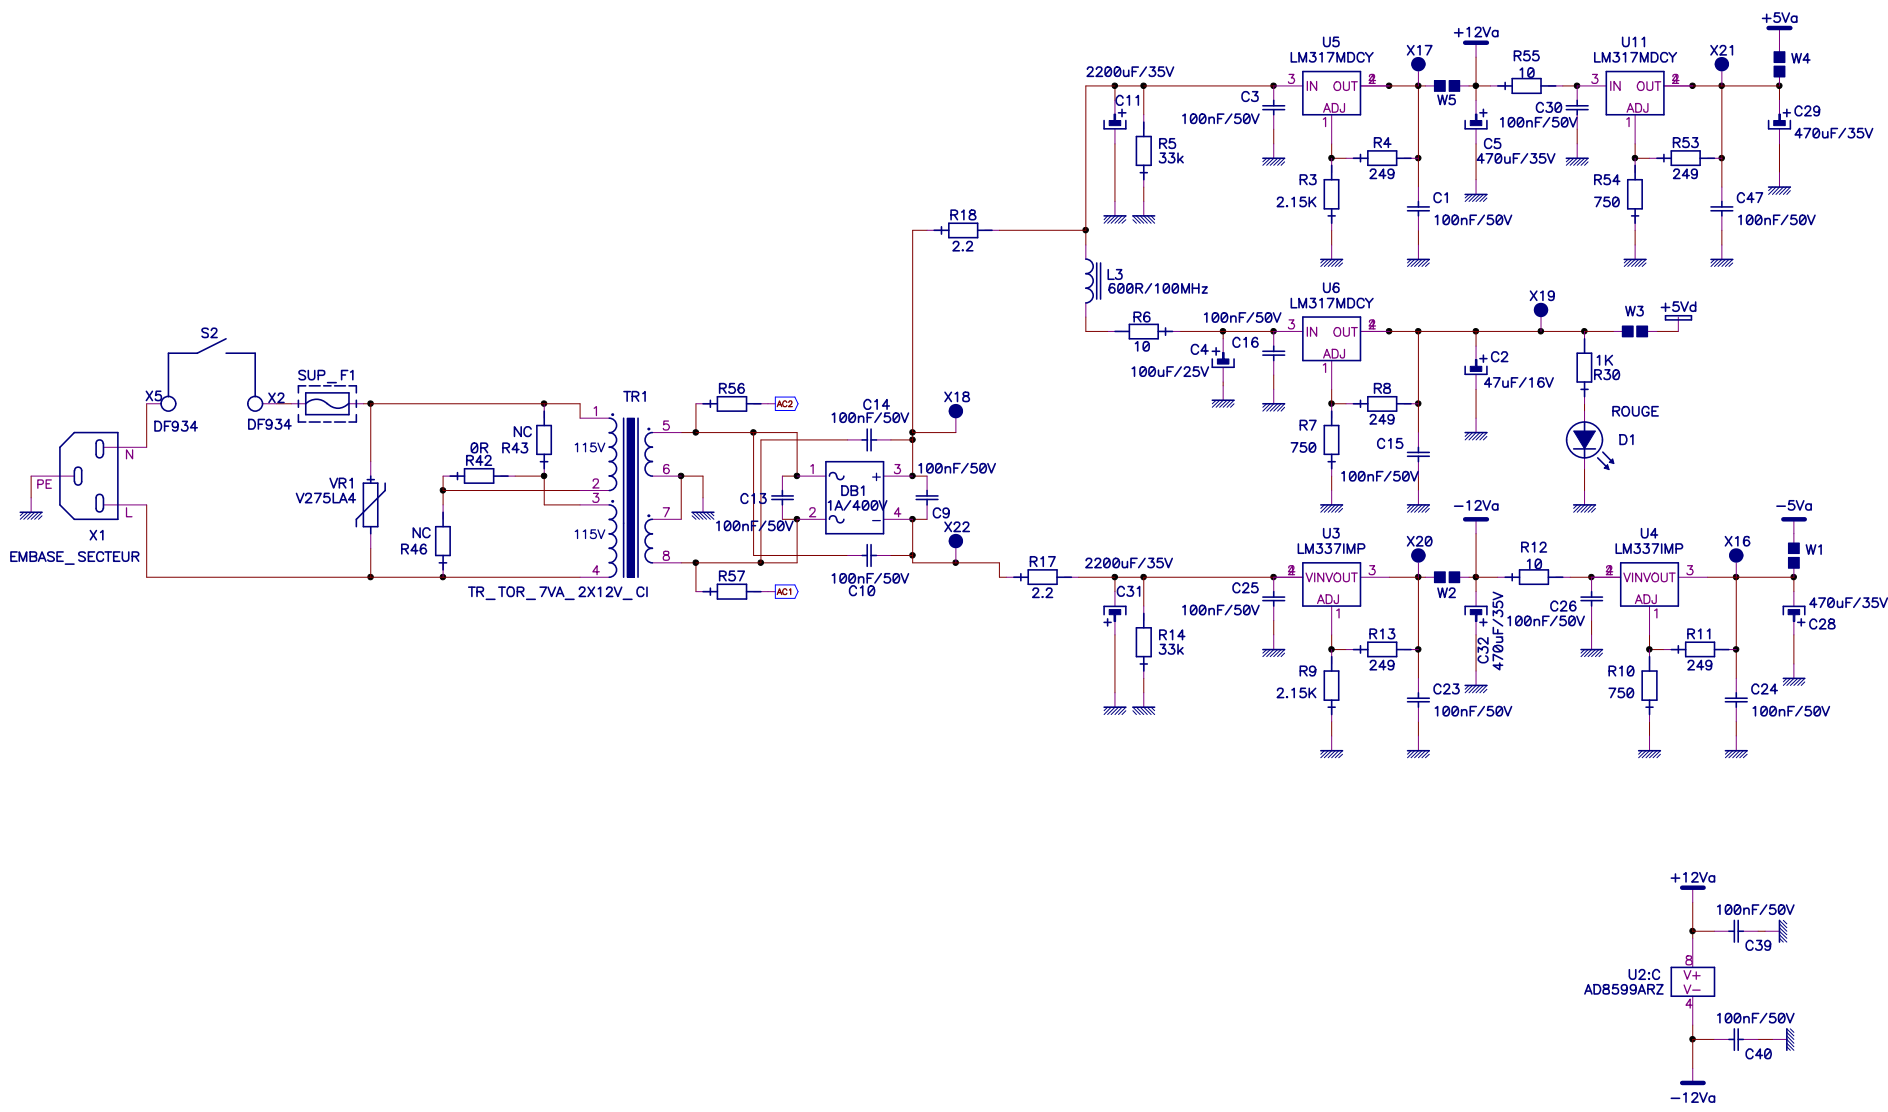 S2
X5
DF934
X2
DF934
SUP_F1
N
PE
L
X1
EMBASE_SECTEUR
VR1
V275LA4
0R
R42
NC
R43
NC
R46
TR1
1
115V
2
3
115V
4
5
6
7
8
TR_TOR_7VA_2X12V_CI
R56
AC2
R57
AC1
C14
100nF/50V
X18
1
3
100nF/50V
C13
DB1
1A/400V
+
-
2
4
100nF/50V
C9
X22
100nF/50V
C10
R18
2.2
R17
2.2
2200uF/35V
C11
R5
33k
C3
100nF/50V
U5
LM317MDCY
3
IN
OUT
2
4
ADJ
1
R4
249
R3
2.15K
X17
W5
C1
100nF/50V
+12Va
C5
470uF/35V
R55
10
C30
100nF/50V
U11
LM317MDCY
3
IN
OUT
2
4
ADJ
1
R53
249
R54
750
X21
C47
100nF/50V
+5Va
W4
C29
470uF/35V
L3
600R/100MHz
R6
10
C4
100uF/25V
100nF/50V
C16
U6
LM317MDCY
3
IN
OUT
2
4
ADJ
1
R8
249
R7
750
C15
100nF/50V
C2
47uF/16V
X19
1K
R30
W3
+5Vd
ROUGE
D1
2200uF/35V
C31
R14
33k
C25
100nF/50V
U3
LM337IMP
2
4
VINVOUT
3
ADJ
1
R13
249
R9
2.15K
X20
W2
C23
100nF/50V
-12Va
C32
470uF/35V
R12
10
C26
100nF/50V
U4
LM337IMP
2
4
VINVOUT
3
ADJ
1
R11
249
R10
750
X16
C24
100nF/50V
-5Va
W1
470uF/35V
C28
+12Va
100nF/50V
C39
8
U2:C
AD8599ARZ
V+
V-
4
100nF/50V
C40
-12Va